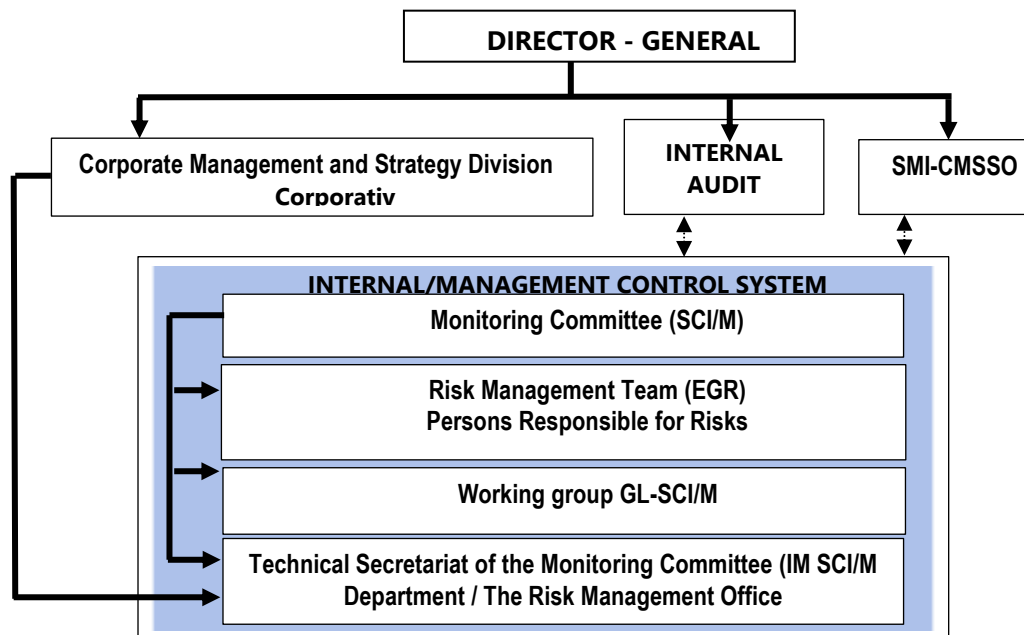 DIRECTOR - GENERAL
Corporate Management and Strategy Division
Corporativ
INTERNAL
AUDIT
SMI-CMSSO
INTERNAL/MANAGEMENT CONTROL SYSTEM
Monitoring Committee (SCI/M)
Risk Management Team (EGR)
Persons Responsible for Risks
Working group GL-SCI/M
Technical Secretariat of the Monitoring Committee (IM SCI/M
Department / The Risk Management Office